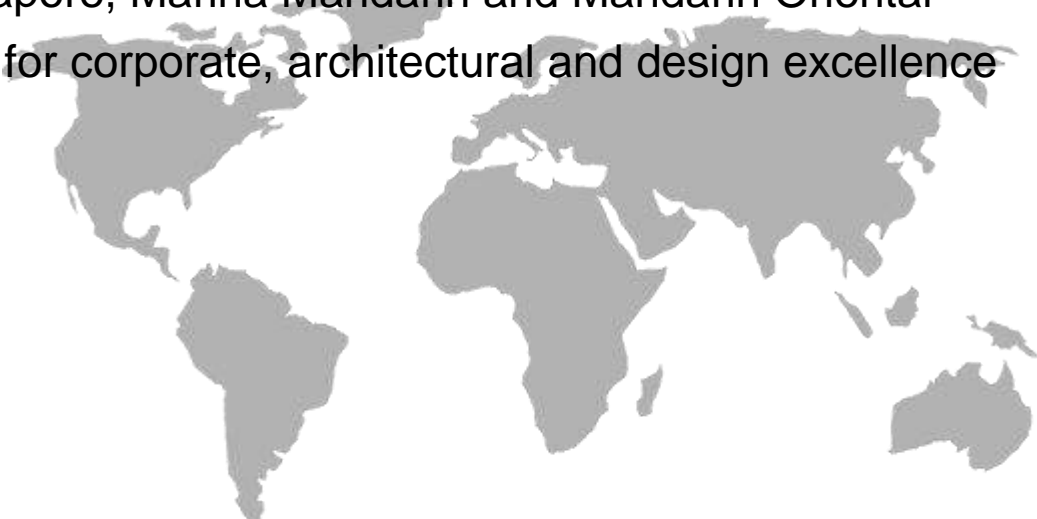 apore, Marina Mandarin and Mandarin Oriental
for corporate, architectural and design excellence